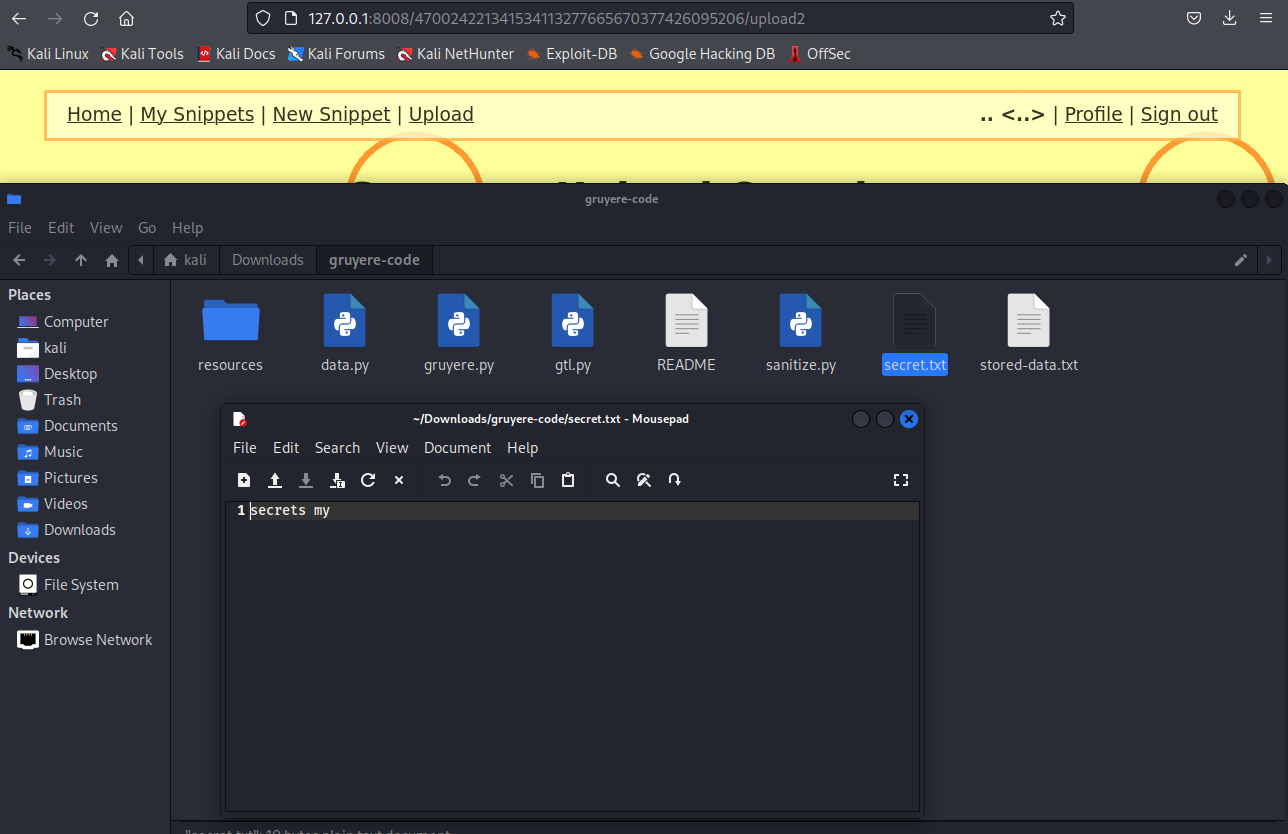 127.0.0.1:8008/470024221341534113277665670377426095206/upload2
Kali Linux Kali Tools Kali Docs Kali Forums Kali NetHunter Exploit-DB Google Hacking DB OffSec
Home | My Snippets | New Snippet | Upload .. <..> | Profile | Sign out
gruyere-code
File Edit View Go Help
kali Downloads gruyere-code
Places
Computer
kali
Desktop
Trash
Documents
Music
Pictures
Videos
Downloads
Devices
File System
Network
Browse Network
resources data.py gruyere.py gtl.py README sanitize.py secret.txt stored-data.txt
~/Downloads/gruyere-code/secret.txt - Mousepad
File Edit Search View Document Help
1 secrets my